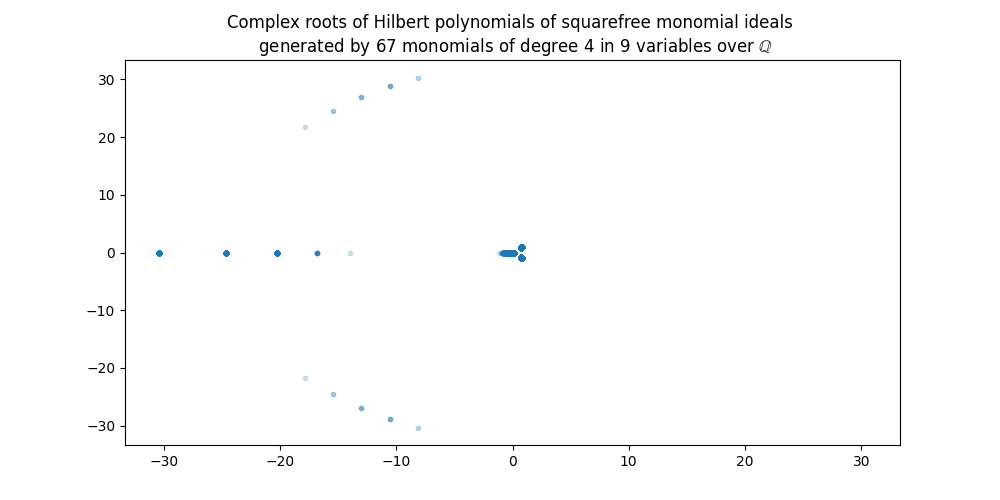 Complex roots of Hilbert polynomials of squarefree monomial ideals
generated by 67 monomials of degree 4 in 9 variables over ℚ
30
20
10
0
−10
−20
−30
−30 −20 −10 0 10 20 30